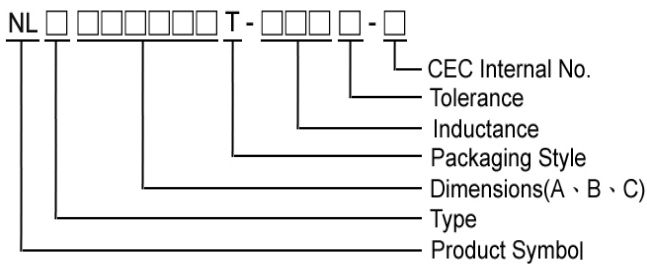 NL□ □□□□□□T-□□□□-□
CEC Internal No.
Tolerance
Inductance
Packaging Style
Dimensions(A、B、C)
Type
Product Symbol